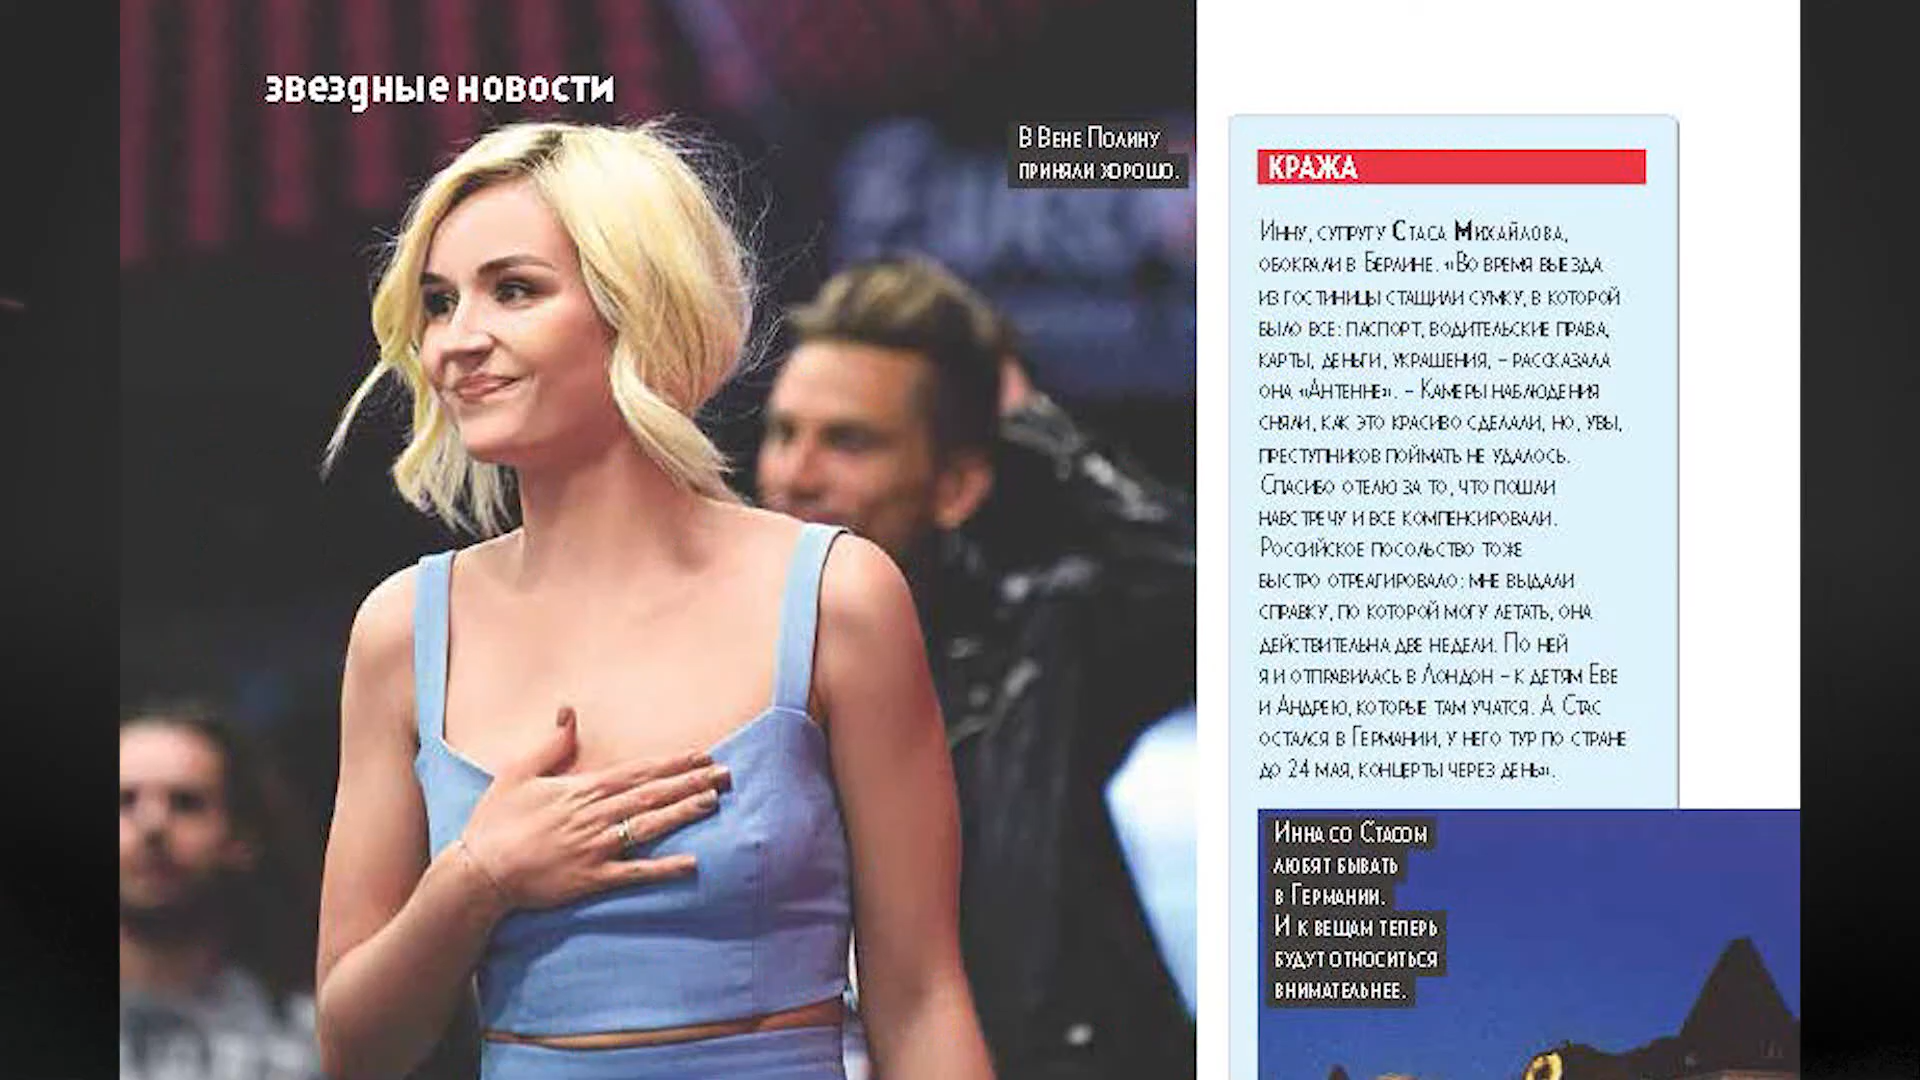 звездные новости
В Вене Полину
приняли хорошо.
КРАЖА
Инну, супругу Стаса Михайлова,
обокрали в Берлине. «Во время выезда
из гостиницы стащили сумку, в которой
было все: паспорт, водительские права,
карты, деньги, украшения, – рассказала
она «Антенне». – Камеры наблюдения
сняли, как это красиво сделали, но, увы,
преступников поймать не удалось.
Спасибо отелю за то, что пошли
навстречу и все компенсировали.
Российское посольство тоже
быстро отреагировало: мне выдали
справку, по которой могу летать, она
действительна две недели. По ней
я и отправилась в Лондон – к детям Еве
и Андрею, которые там учатся. А Стас
остался в Германии, у него тур по стране
до 24 мая, концерты через день».
Инна со Стасом
любят бывать
в Германии.
И к вещам теперь
будут относиться
внимательнее.